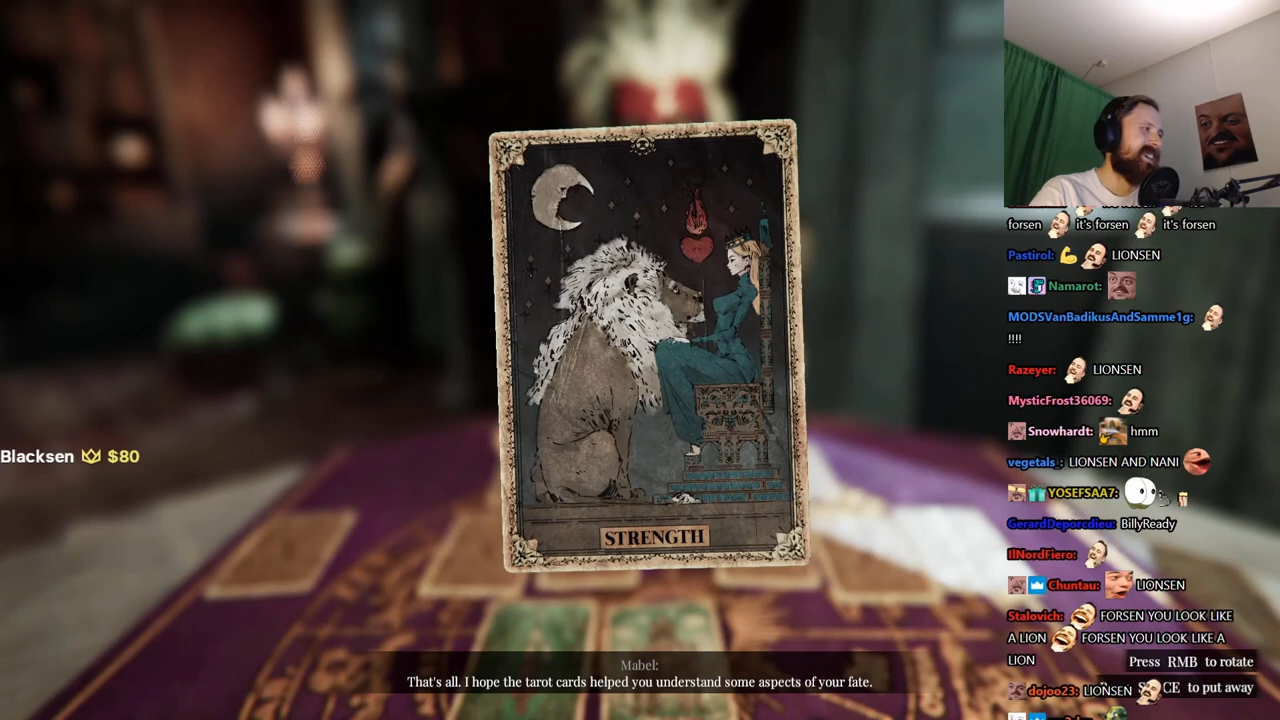 STRENGTH
Mabel:
That's all. I hope the tarot cards helped you understand some aspects of your fate.
Blacksen $80
forsen it's forsen it's forsen
Pastirol: LIONSEN
Namarot:
MODSVanBadikusAndSamme1g:
!!!!
Razeyer: LIONSEN
MysticFrost36069:
Snowhardt: hmm
vegetals_: LIONSEN AND NANI
YOSEFSAA7:
GerardDeporcdieu: BillyReady
IlNordFiero:
Chuntau: LIONSEN
Stalovich: FORSEN YOU LOOK LIKE
A LION FORSEN YOU LOOK LIKE A
LION
Press RMB to rotate
dojoo23: LIONSEN
CE to put away